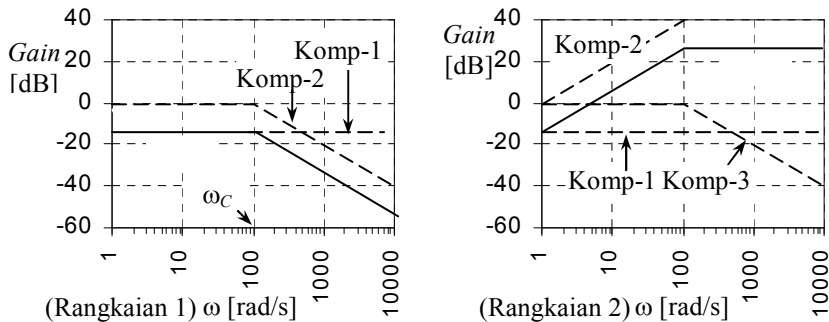 Gain
[dB]
40
20
0
-20
-40
-60
Komp-1
Komp-2
ωC
1
10
100
1000
10000
(Rangkaian 1) ω [rad/s]
Gain
[dB]
40
20
0
-20
-40
-60
Komp-2
Komp-1 Komp-3
1
10
100
1000
10000
(Rangkaian 2) ω [rad/s]